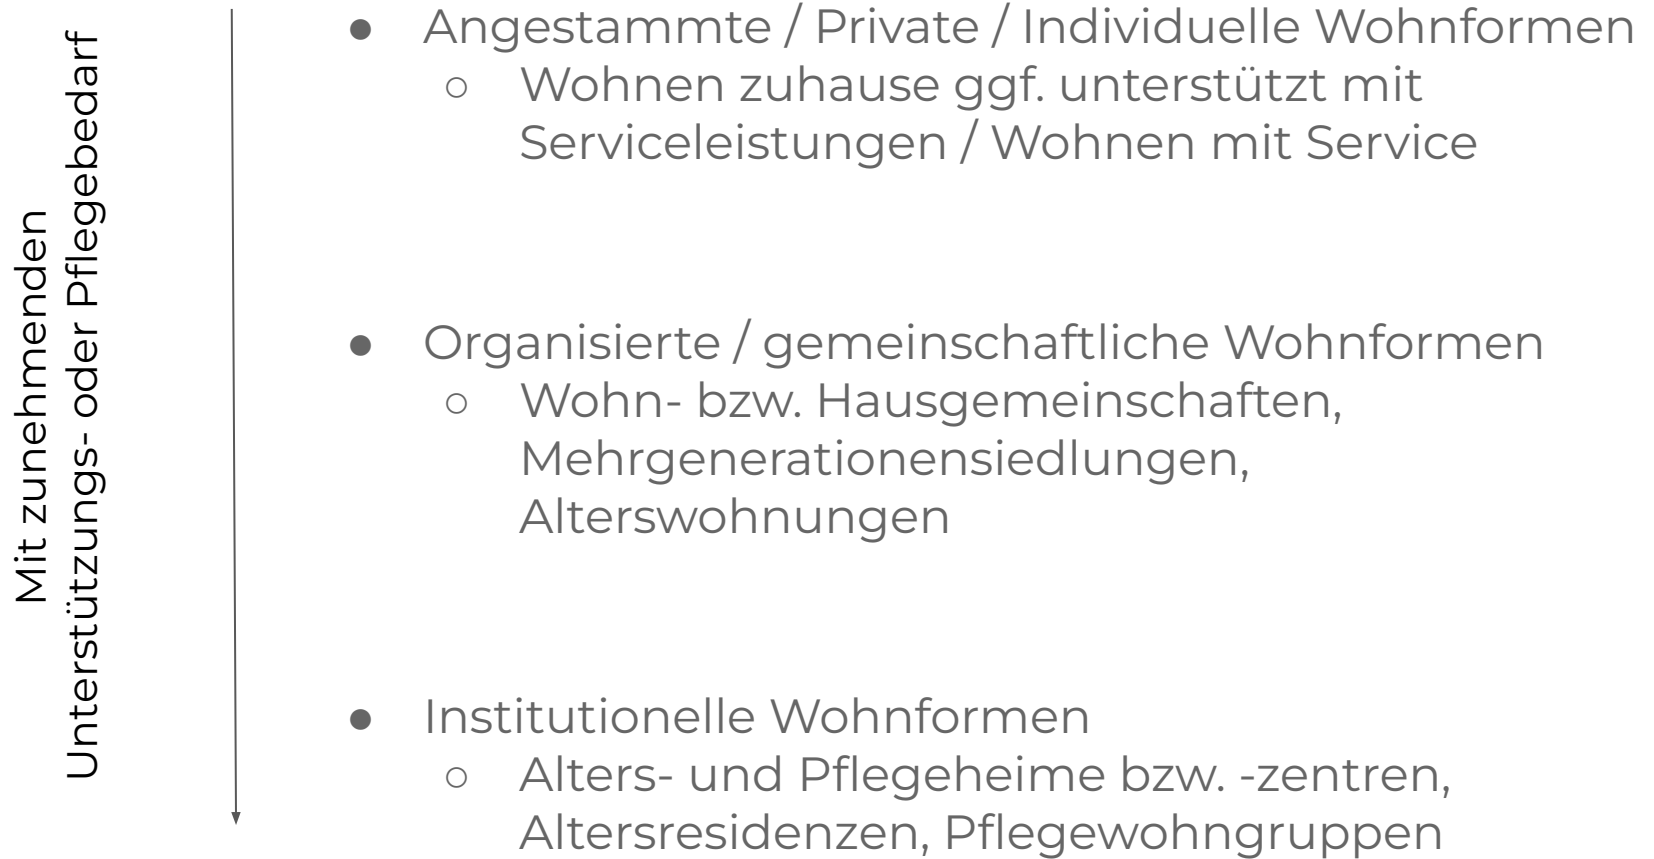 Mit zunehmenden
Unterstützungs- oder Pflegebedarf
● Angestammte / Private / Individuelle Wohnformen
○ Wohnen zuhause ggf. unterstützt mit
Serviceleistungen / Wohnen mit Service
● Organisierte / gemeinschaftliche Wohnformen
○ Wohn- bzw. Hausgemeinschaften,
Mehrgenerationensiedlungen,
Alterswohnungen
● Institutionelle Wohnformen
○ Alters- und Pflegeheime bzw. -zentren,
Altersresidenzen, Pflegewohngruppen